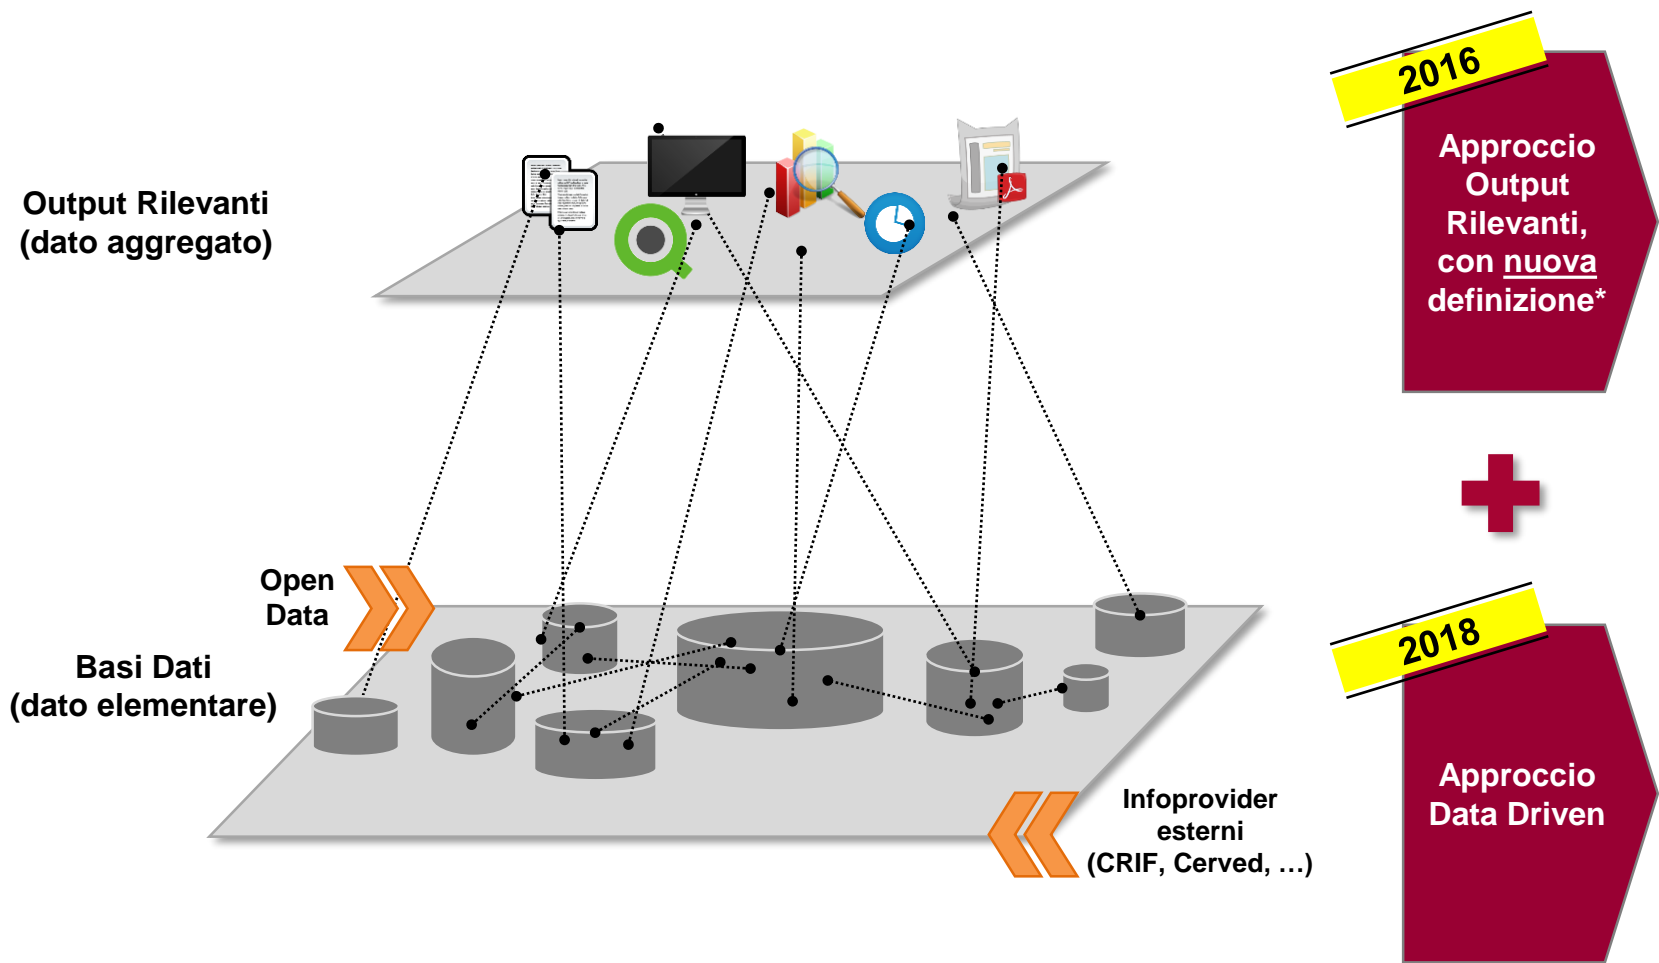 2016
Approccio
Output
Rilevanti,
con nuova
definizione*
Output Rilevanti
(dato aggregato)
Open
Data
Basi Dati
(dato elementare)
Infoprovider
esterni
(CRIF, Cerved, …)
2018
Approccio
Data Driven